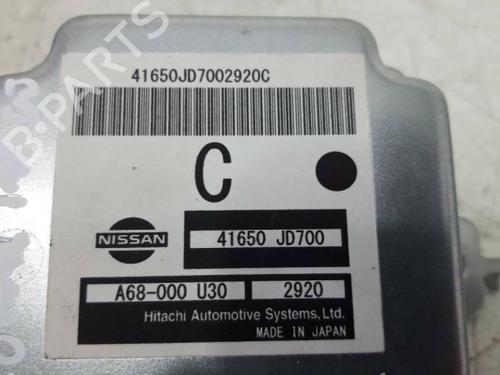 41650JD7002920C
C
NISSAN
41650 JD700
A68-000 U30
2920
Hitachi Automotive Systems, Ltd.
MADE IN JAPAN
B-PARTS